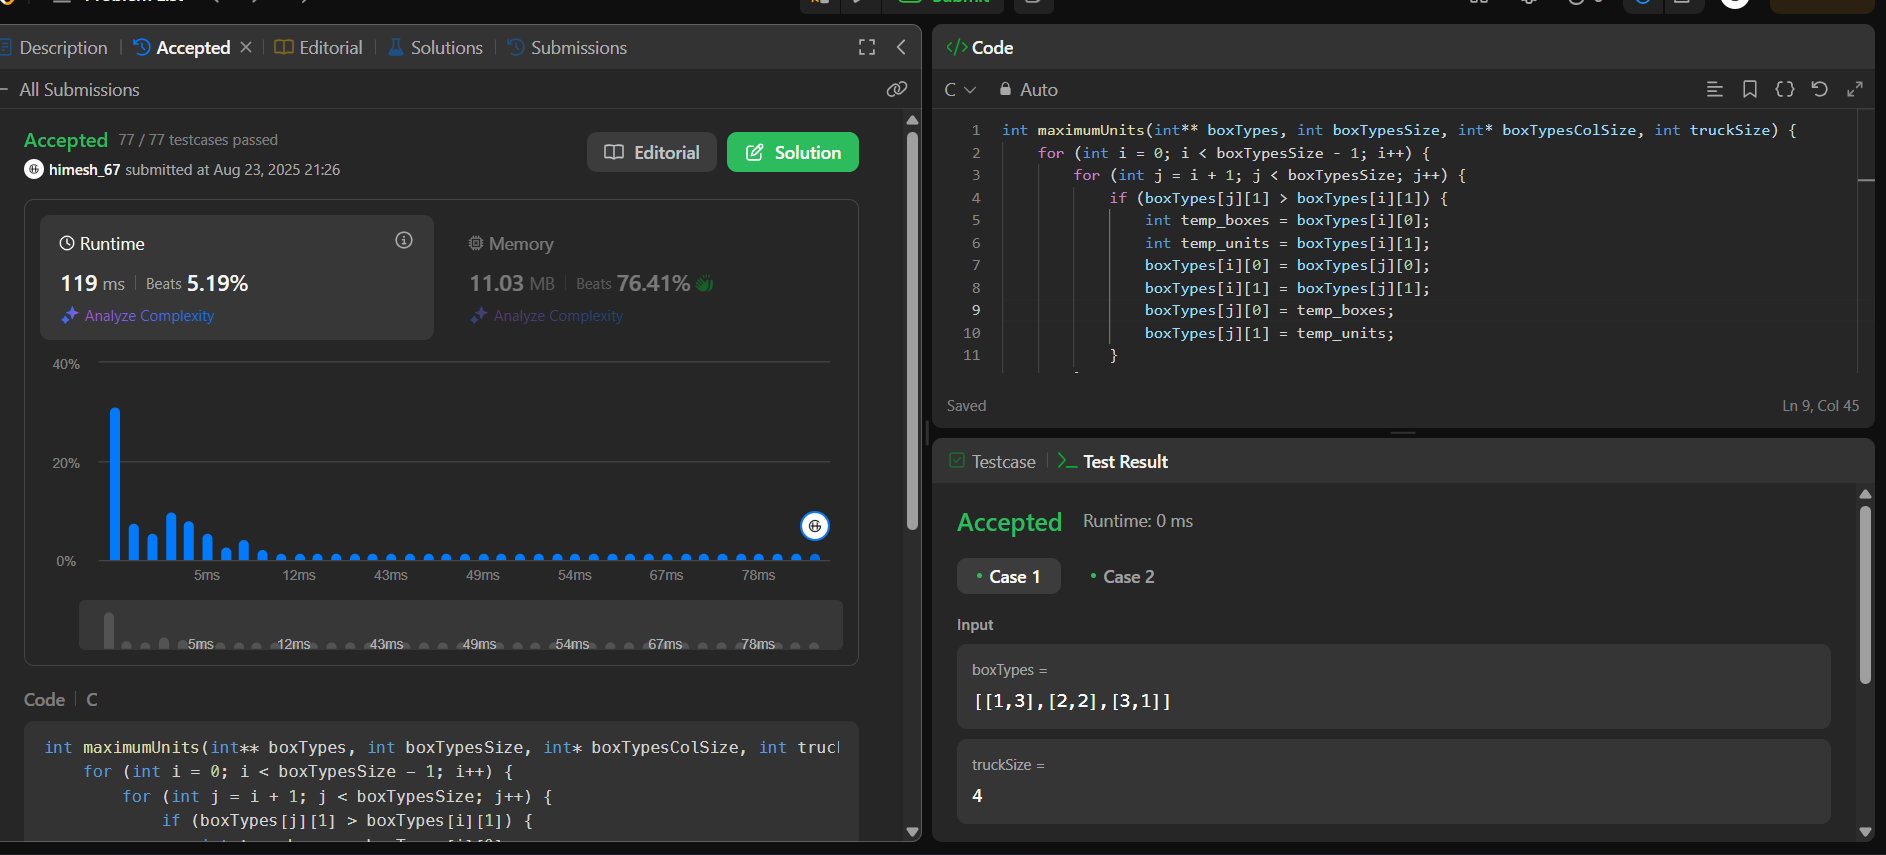 Problem List
Submit
Description
Accepted
Editorial
Solutions
Submissions
All Submissions
Accepted 77 / 77 testcases passed
himesh_67 submitted at Aug 23, 2025 21:26
Editorial
Solution
Runtime
119 ms Beats 5.19%
Analyze Complexity
Memory
11.03 MB Beats 76.41%
Analyze Complexity
40%
20%
0%
5ms 12ms 43ms 49ms 54ms 67ms 78ms
5ms 12ms 43ms 49ms 54ms 67ms 78ms
Code C
int maximumUnits(int** boxTypes, int boxTypesSize, int* boxTypesColSize, int truc
for (int i = 0; i < boxTypesSize - 1; i++) {
for (int j = i + 1; j < boxTypesSize; j++) {
if (boxTypes[j][1] > boxTypes[i][1]) {
Code
C
Auto
1 int maximumUnits(int** boxTypes, int boxTypesSize, int* boxTypesColSize, int truckSize) {
2 for (int i = 0; i < boxTypesSize - 1; i++) {
3 for (int j = i + 1; j < boxTypesSize; j++) {
4 if (boxTypes[j][1] > boxTypes[i][1]) {
5 int temp_boxes = boxTypes[i][0];
6 int temp_units = boxTypes[i][1];
7 boxTypes[i][0] = boxTypes[j][0];
8 boxTypes[i][1] = boxTypes[j][1];
9 boxTypes[j][0] = temp_boxes;
10 boxTypes[j][1] = temp_units;
11 }
Saved
Ln 9, Col 45
Testcase
Test Result
Accepted Runtime: 0 ms
Case 1
Case 2
Input
boxTypes =
[[1,3],[2,2],[3,1]]
truckSize =
4